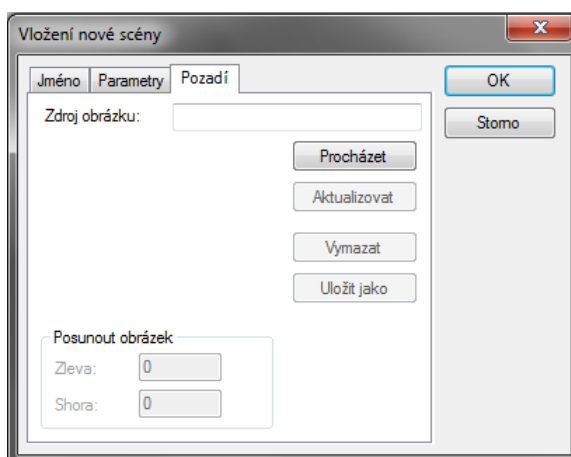 Vložení nové scény
Jméno Parametry Pozadí
OK
Storno
Zdroj obrázku:
Procházet
Aktualizovat
Vymazat
Uložit jako
Posunout obrázek
Zleva: 0
Shora: 0